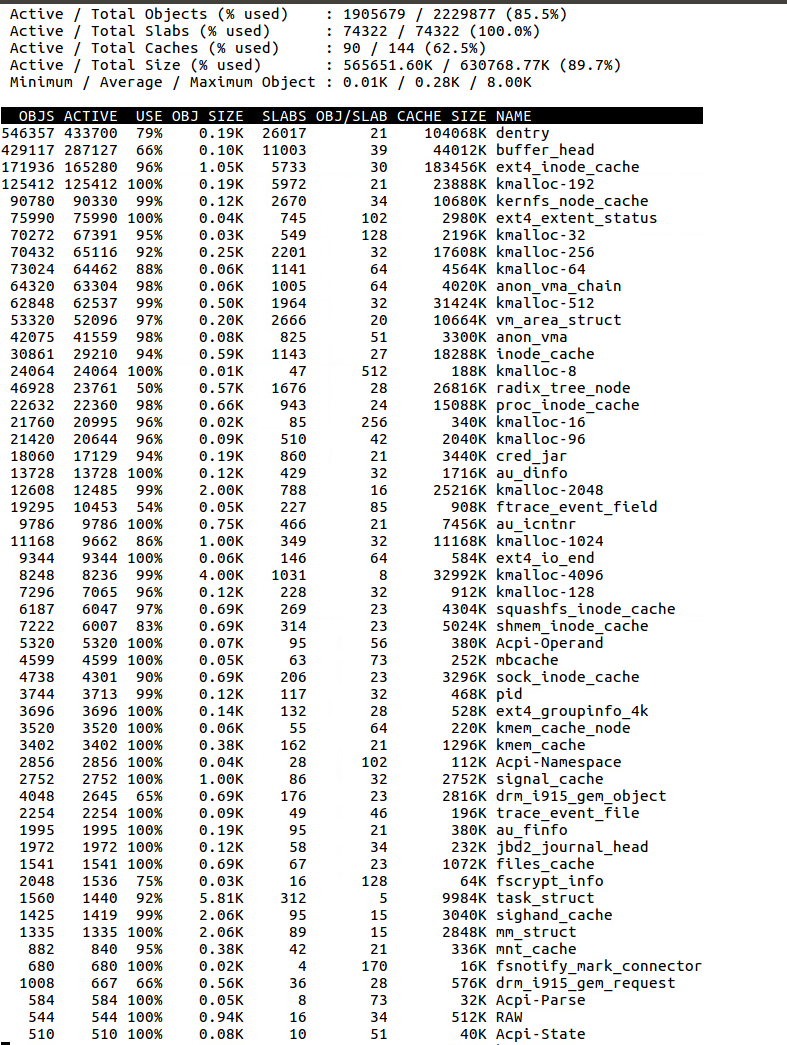 Active / Total Objects (% used)    : 1905679 / 2229877 (85.5%)
Active / Total Slabs (% used)      : 74322 / 74322 (100.0%)
Active / Total Caches (% used)     : 90 / 144 (62.5%)
Active / Total Size (% used)       : 565651.60K / 630768.77K (89.7%)
Minimum / Average / Maximum Object : 0.01K / 0.28K / 8.00K
OBJS ACTIVE  USE OBJ SIZE  SLABS OBJ/SLAB CACHE SIZE NAME
546357 433700  79%    0.19K  26017       21    104068K dentry
429117 287127  66%    0.10K  11003       39     44012K buffer_head
171936 165280  96%    1.05K   5733       30    183456K ext4_inode_cache
125412 125412 100%    0.19K   5972       21     23888K kmalloc-192
90780  90330  99%    0.12K   2670       34     10680K kernfs_node_cache
75990  75990 100%    0.04K    745      102      2980K ext4_extent_status
70272  67391  95%    0.03K    549      128      2196K kmalloc-32
70432  65116  92%    0.25K   2201       32     17608K kmalloc-256
73024  64462  88%    0.06K   1141       64      4564K kmalloc-64
64320  63304  98%    0.06K   1005       64      4020K anon_vma_chain
62848  62537  99%    0.50K   1964       32     31424K kmalloc-512
53320  52096  97%    0.20K   2666       20     10664K vm_area_struct
42075  41559  98%    0.08K    825       51      3300K anon_vma
30861  29210  94%    0.59K   1143       27     18288K inode_cache
24064  24064 100%    0.01K     47      512       188K kmalloc-8
46928  23761  50%    0.57K   1676       28     26816K radix_tree_node
22632  22360  98%    0.66K    943       24     15088K proc_inode_cache
21760  20995  96%    0.02K     85      256       340K kmalloc-16
21420  20644  96%    0.09K    510       42      2040K kmalloc-96
18060  17129  94%    0.19K    860       21      3440K cred_jar
13728  13728 100%    0.12K    429       32      1716K au_dinfo
12608  12485  99%    2.00K    788       16     25216K kmalloc-2048
19295  10453  54%    0.05K    227       85       908K ftrace_event_field
9786   9786 100%    0.75K    466       21      7456K au_icntnr
11168   9662  86%    1.00K    349       32     11168K kmalloc-1024
9344   9344 100%    0.06K    146       64       584K ext4_io_end
8248   8236  99%    4.00K   1031        8     32992K kmalloc-4096
7296   7065  96%    0.12K    228       32       912K kmalloc-128
6187   6047  97%    0.69K    269       23      4304K squashfs_inode_cache
7222   6007  83%    0.69K    314       23      5024K shmem_inode_cache
5320   5320 100%    0.07K     95       56       380K Acpi-Operand
4599   4599 100%    0.05K     63       73       252K mbcache
4738   4301  90%    0.69K    206       23      3296K sock_inode_cache
3744   3713  99%    0.12K    117       32       468K pid
3696   3696 100%    0.14K    132       28       528K ext4_groupinfo_4k
3520   3520 100%    0.06K     55       64       220K kmem_cache_node
3402   3402 100%    0.38K    162       21      1296K kmem_cache
2856   2856 100%    0.04K     28      102       112K Acpi-Namespace
2752   2752 100%    1.00K     86       32      2752K signal_cache
4048   2645  65%    0.69K    176       23      2816K drm_i915_gem_object
2254   2254 100%    0.09K     49       46       196K trace_event_file
1995   1995 100%    0.19K     95       21       380K au_finfo
1972   1972 100%    0.12K     58       34       232K jbd2_journal_head
1541   1541 100%    0.69K     67       23      1072K files_cache
2048   1536  75%    0.03K     16      128        64K fscrypt_info
1560   1440  92%    5.81K    312        5      9984K task_struct
1425   1419  99%    2.06K     95       15      3040K sighand_cache
1335   1335 100%    2.06K     89       15      2848K mm_struct
882    840  95%    0.38K     42       21       336K mnt_cache
680    680 100%    0.02K      4      170        16K fsnotify_mark_connector
1008    667  66%    0.56K     36       28       576K drm_i915_gem_request
584    584 100%    0.05K      8       73        32K Acpi-Parse
544    544 100%    0.94K     16       34       512K RAW
510    510 100%    0.08K     10       51        40K Acpi-State